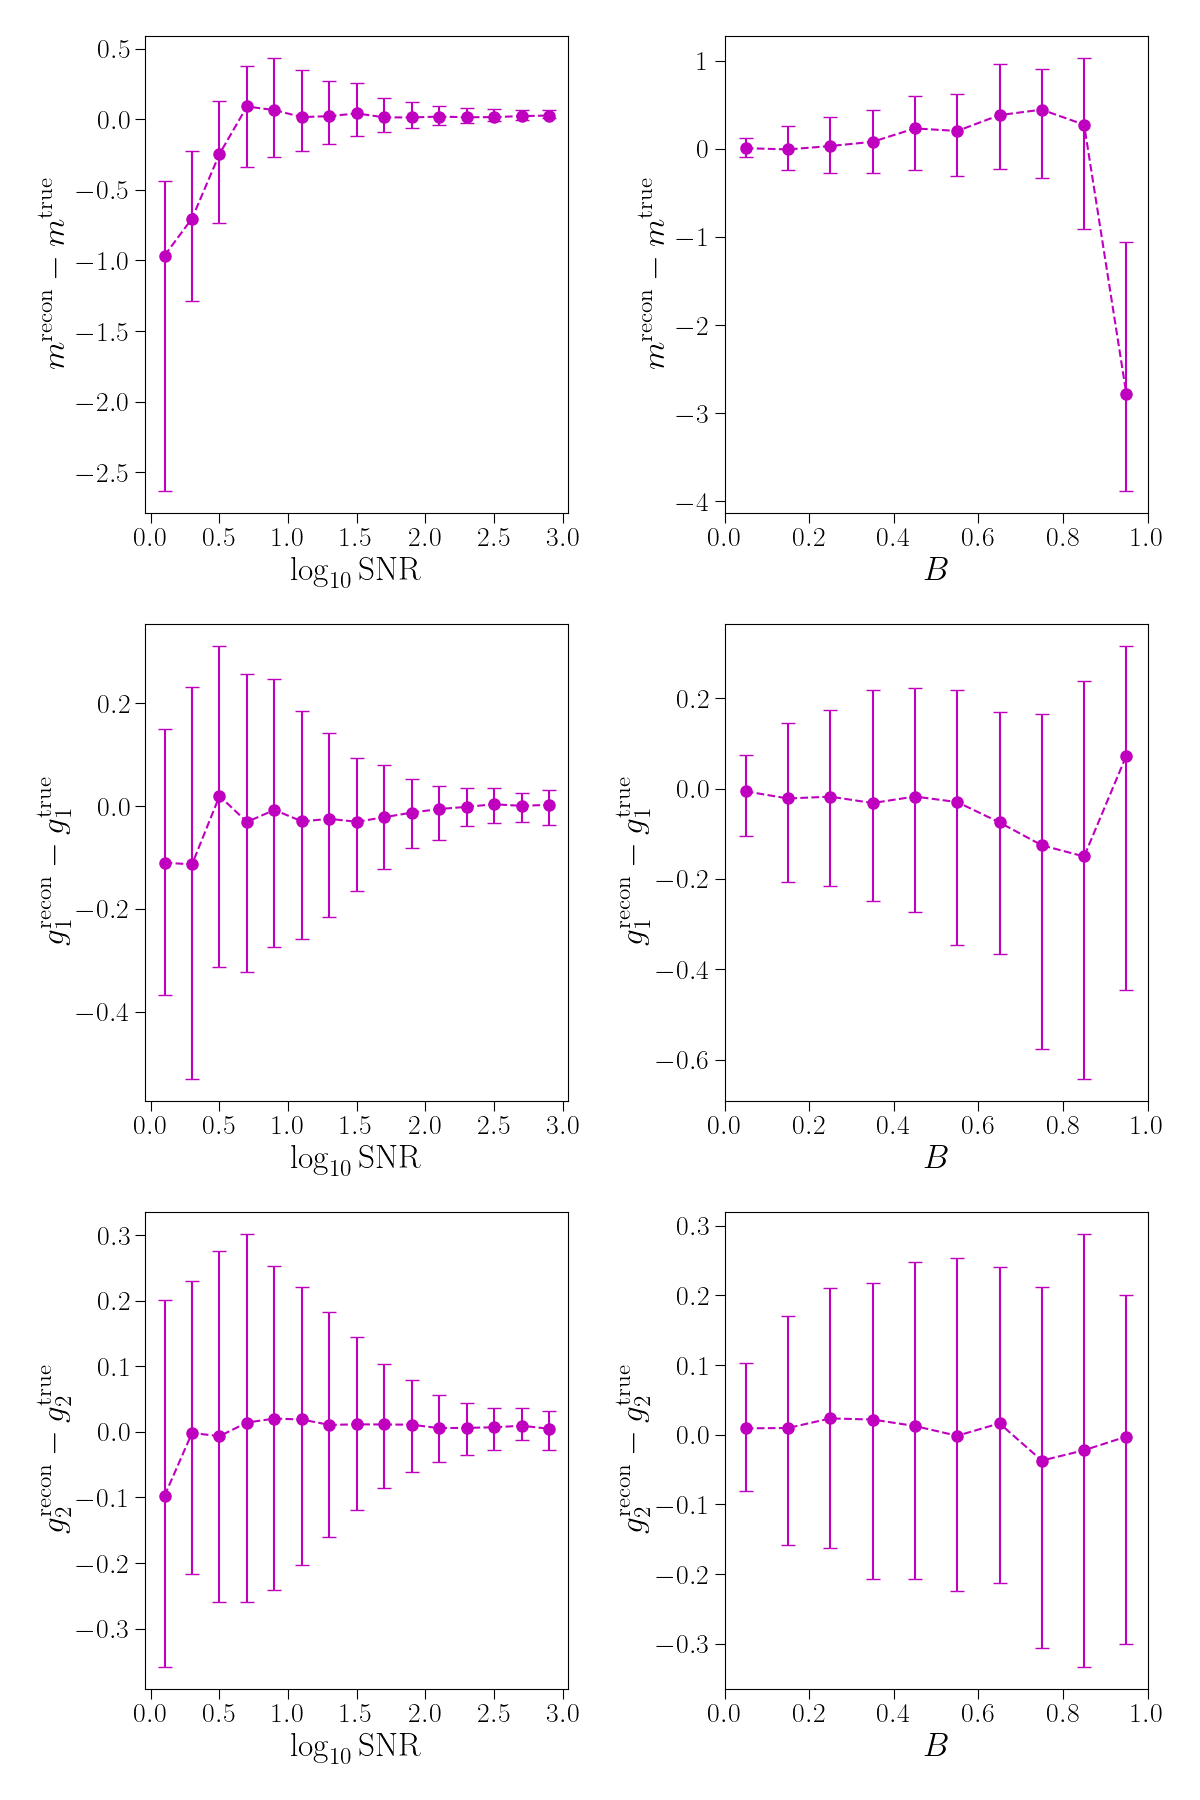 0.5
0.0
−0.5
−1.0
−1.5
−2.0
−2.5
m^recon − m^true
0.0 0.5 1.0 1.5 2.0 2.5 3.0
log₁₀ SNR
1
0
−1
−2
−3
−4
m^recon − m^true
0.0 0.2 0.4 0.6 0.8 1.0
B
0.2
0.0
−0.2
−0.4
g₁^recon − g₁^true
0.0 0.5 1.0 1.5 2.0 2.5 3.0
log₁₀ SNR
0.2
0.0
−0.2
−0.4
−0.6
g₁^recon − g₁^true
0.0 0.2 0.4 0.6 0.8 1.0
B
0.3
0.2
0.1
0.0
−0.1
−0.2
−0.3
g₂^recon − g₂^true
0.0 0.5 1.0 1.5 2.0 2.5 3.0
log₁₀ SNR
0.3
0.2
0.1
0.0
−0.1
−0.2
−0.3
g₂^recon − g₂^true
0.0 0.2 0.4 0.6 0.8 1.0
B